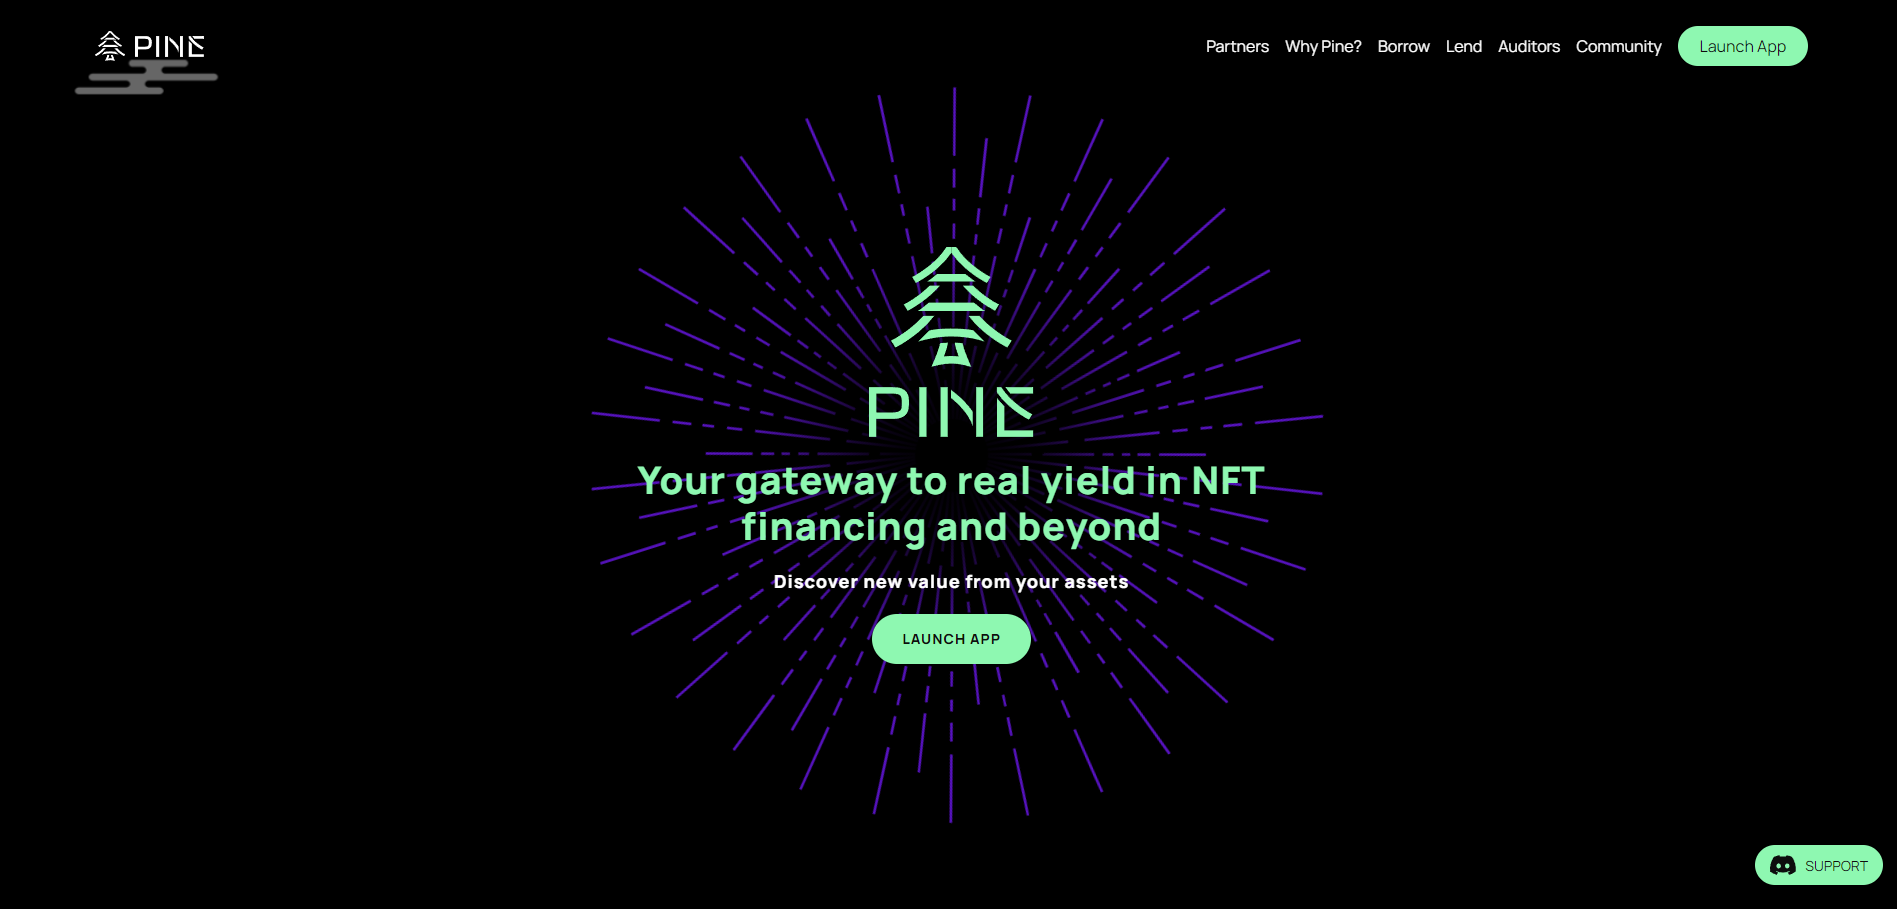 PINE
Partners Why Pine? Borrow Lend Auditors Community Launch App
PINE
Your gateway to real yield in NFT
financing and beyond
Discover new value from your assets
LAUNCH APP
SUPPORT